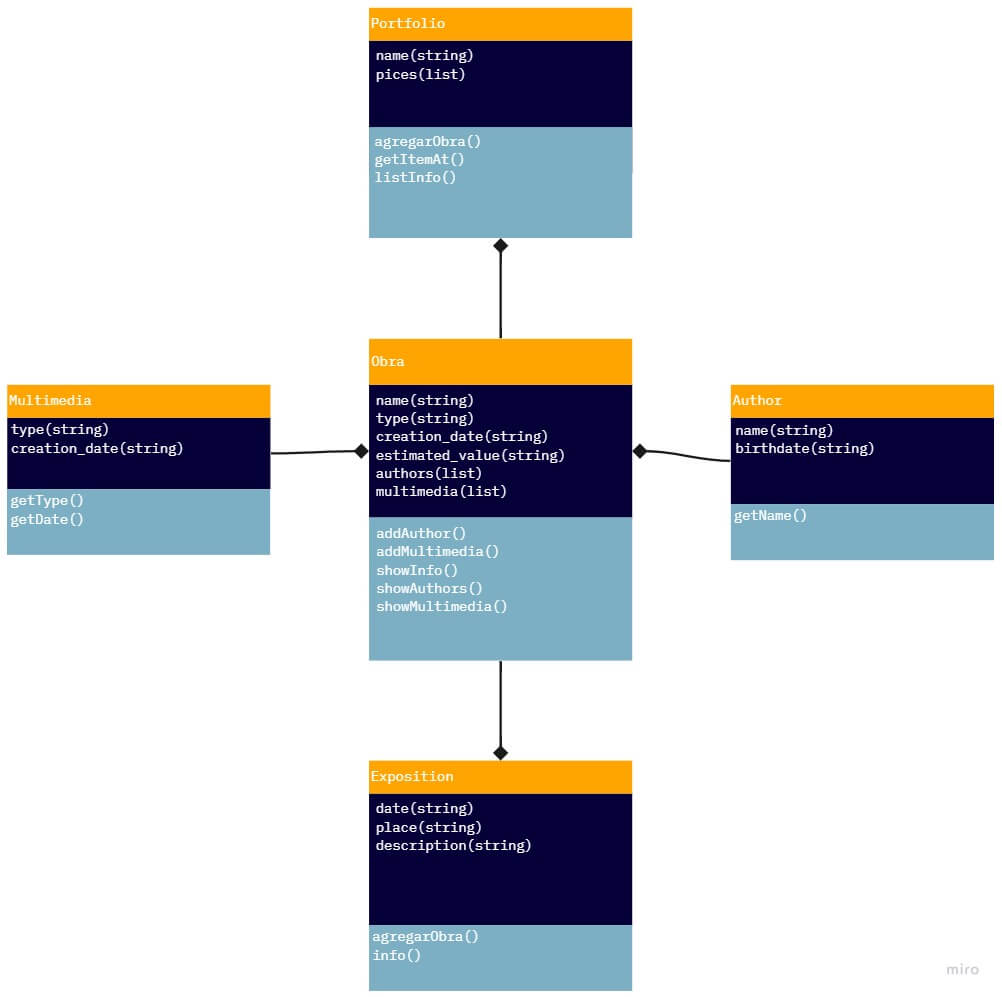 Portfolio
name(string)
pices(list)
agregarObra()
getItemAt()
listInfo()
Obra
name(string)
type(string)
creation_date(string)
estimated_value(string)
authors(list)
multimedia(list)
addAuthor()
addMultimedia()
showInfo()
showAuthors()
showMultimedia()
Multimedia
type(string)
creation_date(string)
getType()
getDate()
Author
name(string)
birthdate(string)
getName()
Exposition
date(string)
place(string)
description(string)
agregarObra()
info()
miro